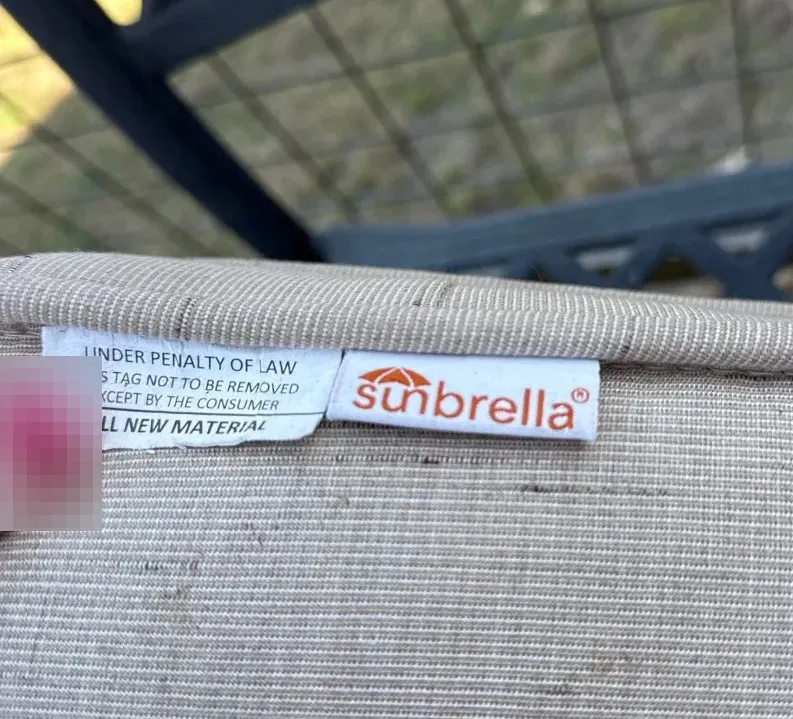 UNDER PENALTY OF LAW
S TAG NOT TO BE REMOVED
XCEPT BY THE CONSUMER
LL NEW MATERIAL
sunbrella®